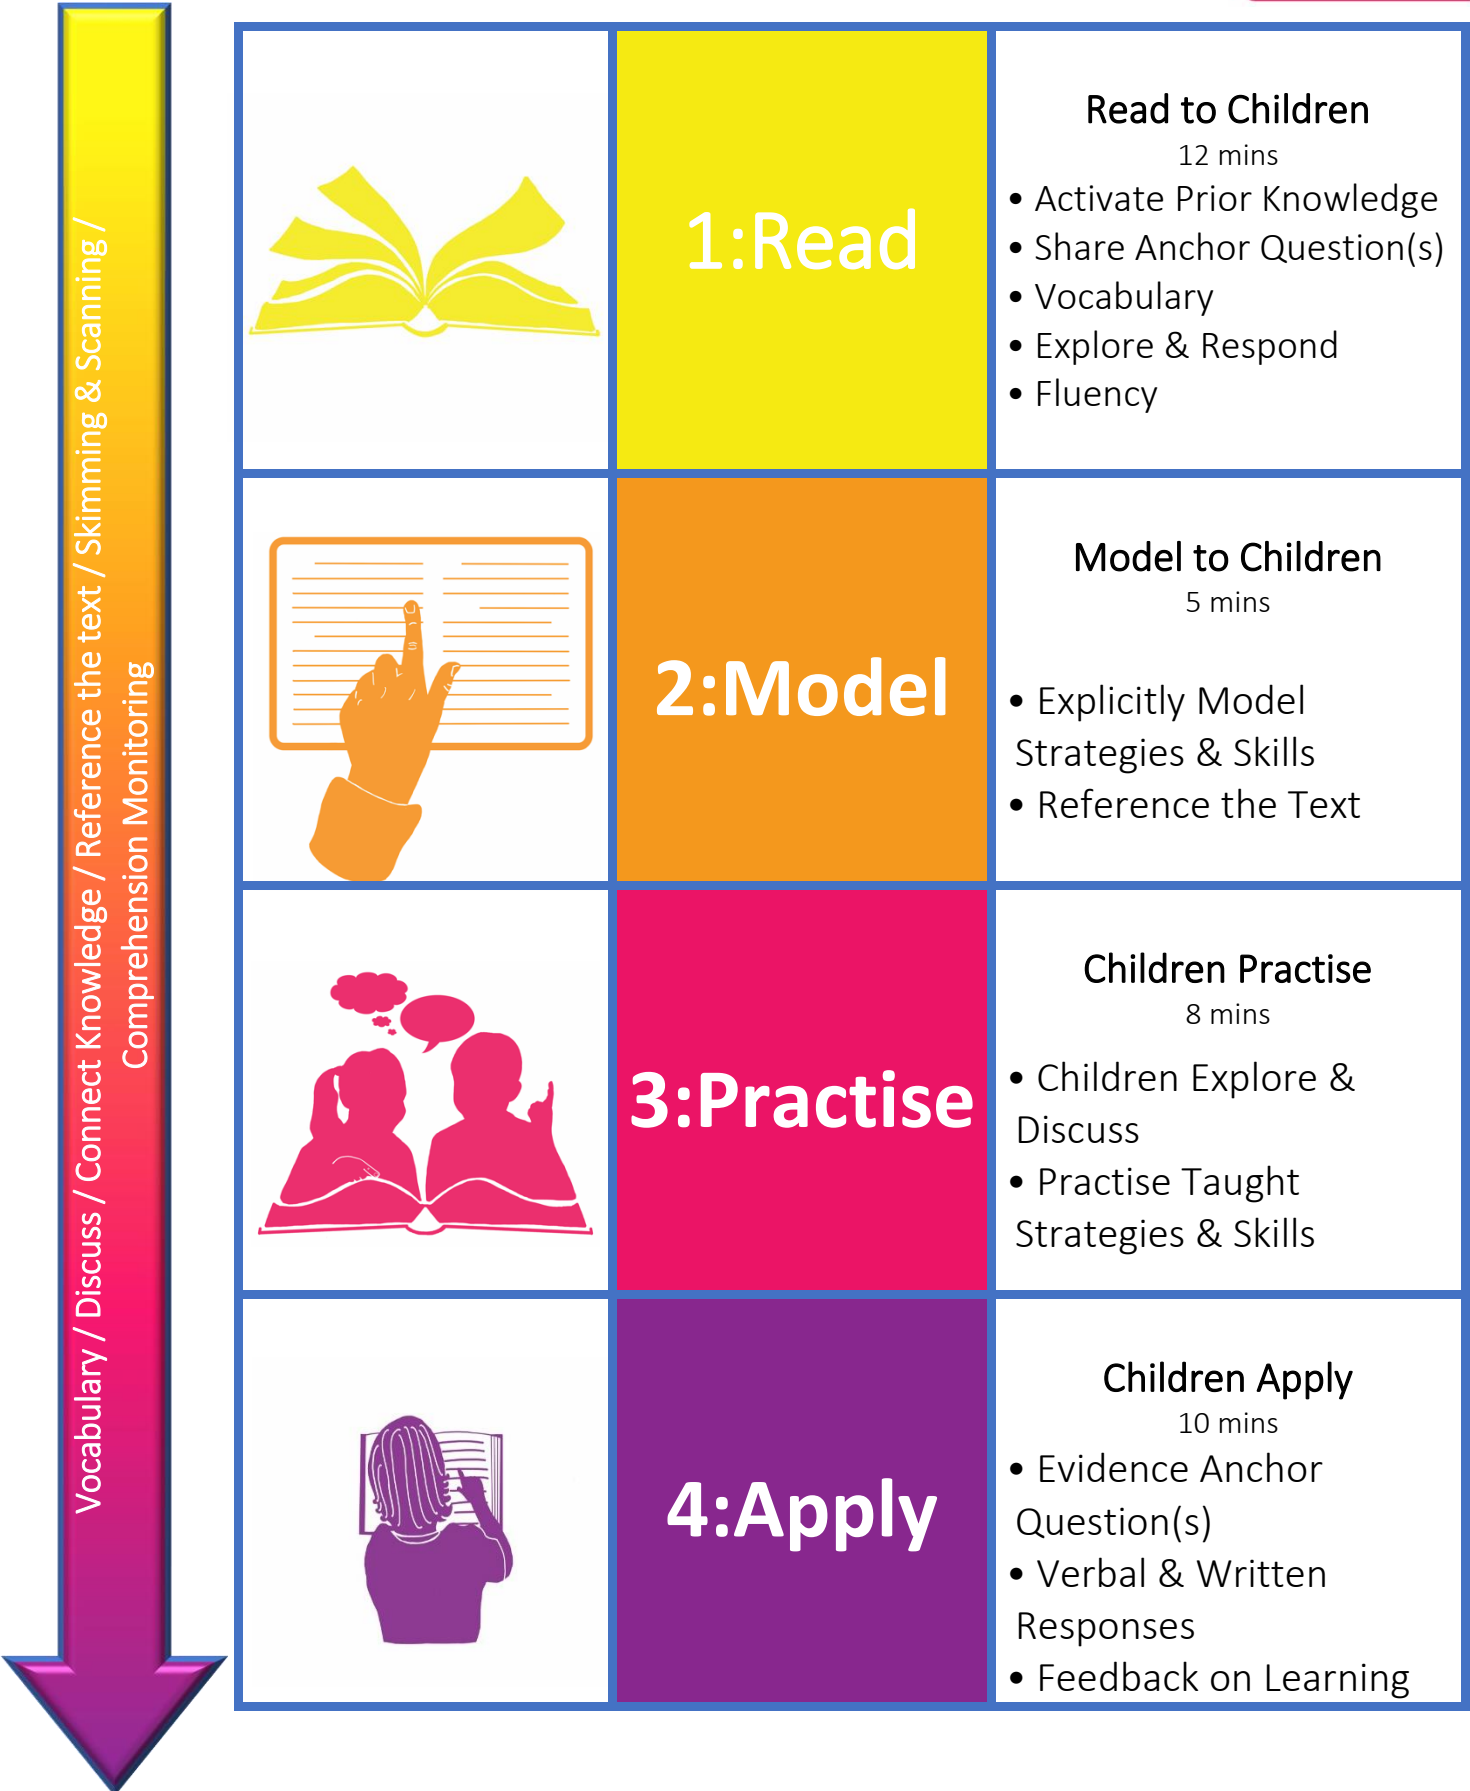 Vocabulary / Discuss / Connect Knowledge / Reference the text / Skimming & Scanning /
Comprehension Monitoring
1:Read
Read to Children
12 mins
• Activate Prior Knowledge
• Share Anchor Question(s)
• Vocabulary
• Explore & Respond
• Fluency
2:Model
Model to Children
5 mins
• Explicitly Model
Strategies & Skills
• Reference the Text
3:Practise
Children Practise
8 mins
• Children Explore &
Discuss
• Practise Taught
Strategies & Skills
4:Apply
Children Apply
10 mins
• Evidence Anchor
Question(s)
• Verbal & Written
Responses
• Feedback on Learning